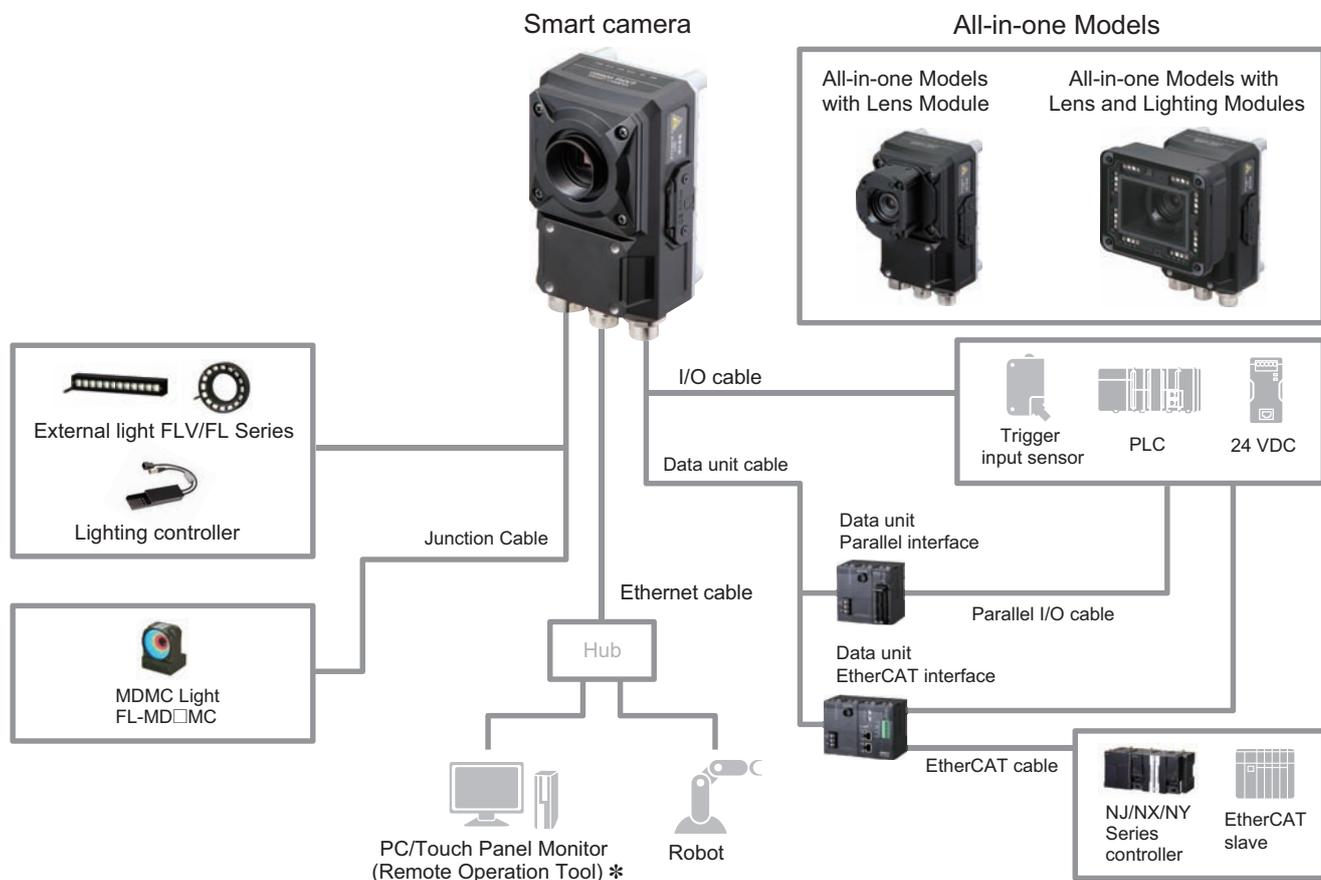 Smart camera
All-in-one Models
All-in-one Models
with Lens Module
All-in-one Models with
Lens and Lighting Modules
I/O cable
Trigger
input sensor
PLC
24 VDC
External light FLV/FL Series
Lighting controller
Data unit cable
Junction Cable
Data unit
Parallel interface
Parallel I/O cable
Ethernet cable
Hub
MDMC Light
FL-MD□MC
Data unit
EtherCAT interface
EtherCAT cable
NJ/NX/NY
Series
controller
EtherCAT
slave
PC/Touch Panel Monitor
(Remote Operation Tool) *
Robot